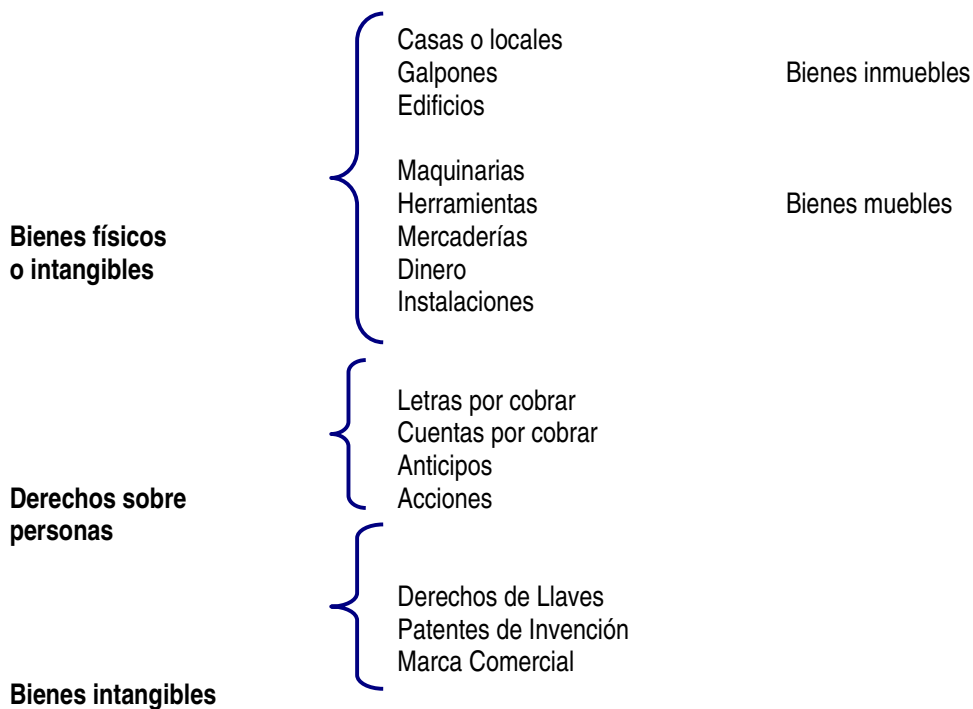 Casas o locales
Galpones Bienes inmuebles
Edificios
Maquinarias
Herramientas Bienes muebles
Bienes físicos Mercaderías
o intangibles Dinero
Instalaciones
Letras por cobrar
Cuentas por cobrar
Anticipos
Derechos sobre Acciones
personas
Derechos de Llaves
Patentes de Invención
Marca Comercial
Bienes intangibles